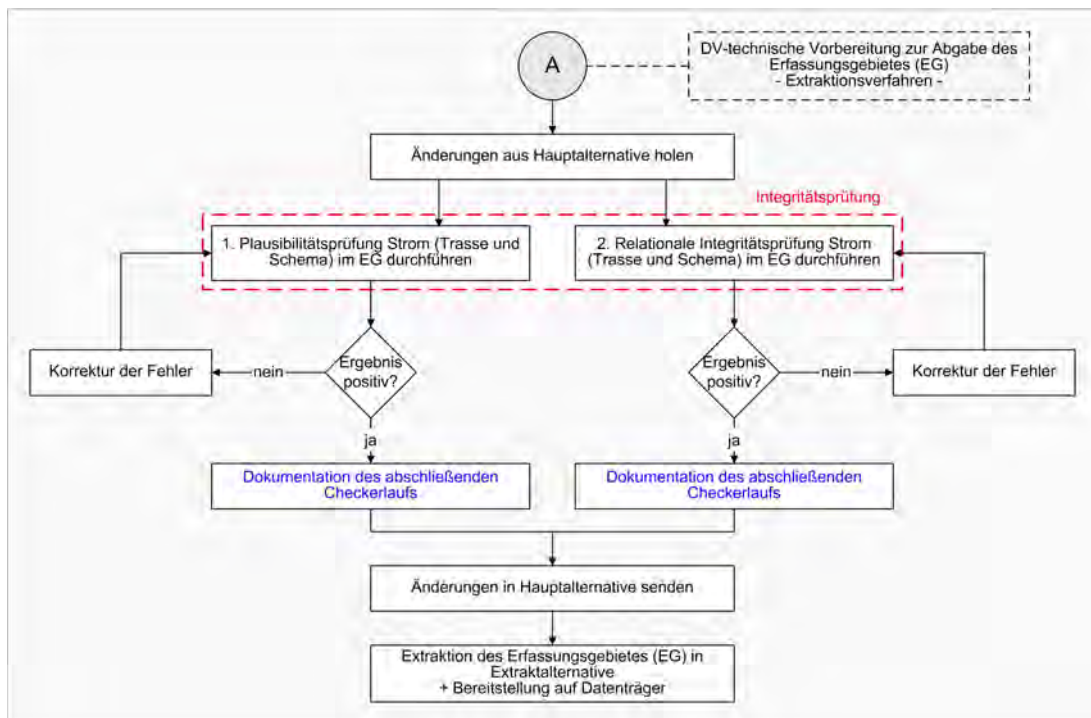 A
DV-technische Vorbereitung zur Abgabe des
Erfassungsgebietes (EG)
- Extraktionsverfahren -
Änderungen aus Hauptalternative holen
Integritätsprüfung
1. Plausibilitätsprüfung Strom (Trasse und
Schema) im EG durchführen
2. Relationale Integritätsprüfung Strom
(Trasse und Schema) im EG durchführen
Korrektur der Fehler
nein
Ergebnis
positiv?
Ergebnis
positiv?
nein
Korrektur der Fehler
ja
ja
Dokumentation des abschließenden
Checkerlaufs
Dokumentation des abschließenden
Checkerlaufs
Änderungen in Hauptalternative senden
Extraktion des Erfassungsgebietes (EG) in
Extraktalternative
+ Bereitstellung auf Datenträger